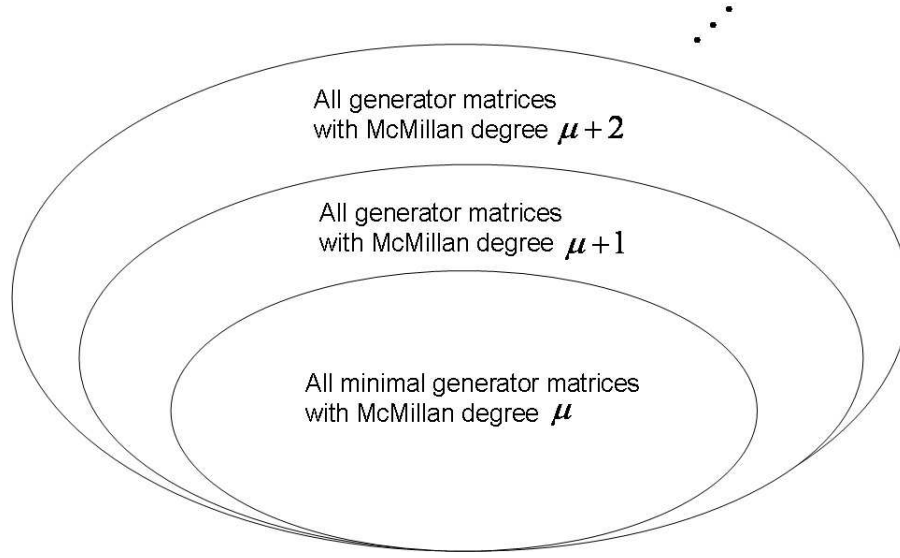 All generator matrices
with McMillan degree μ + 2
All generator matrices
with McMillan degree μ + 1
All minimal generator matrices
with McMillan degree μ